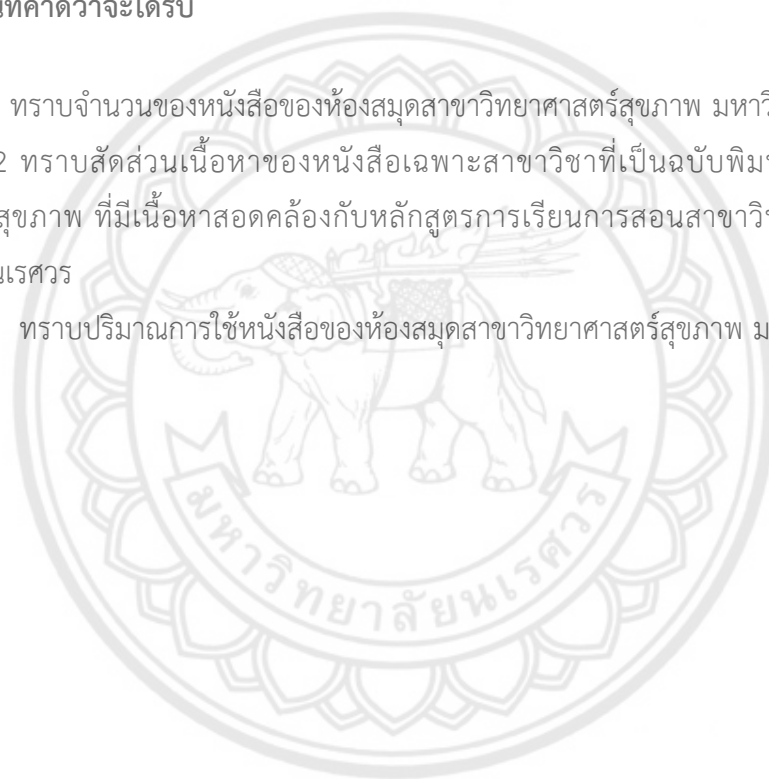 ที่คาดว่าจะได้รับ
ทราบจำนวนของหนังสือของห้องสมุดสาขาวิทยาศาสตร์สุขภาพ
2 ทราบสัดส่วนเนื้อหาของหนังสือเฉพาะสาขาวิชาที่เป็นฉบับพิมพ์
สุขภาพ ที่มีเนื้อหาสอดคล้องกับหลักสูตรการเรียนการสอนสาขาวิ
นเรศวร
ทราบปริมาณการใช้หนังสือของห้องสมุดสาขาวิทยาศาสตร์สุขภาพ ม
มหาวิทยาลัยนเรศวร